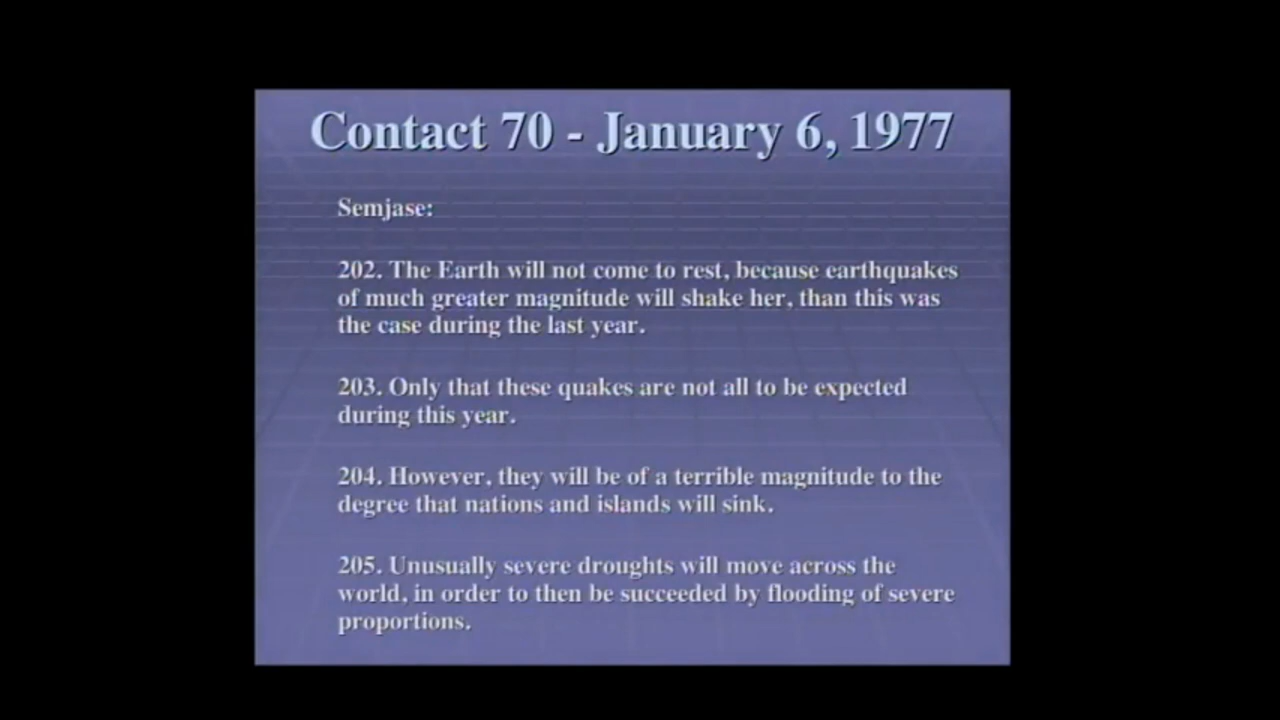 Contact 70 - January 6, 1977
Semjase:
202. The Earth will not come to rest, because earthquakes
of much greater magnitude will shake her, than this was
the case during the last year.
203. Only that these quakes are not all to be expected
during this year.
204. However, they will be of a terrible magnitude to the
degree that nations and islands will sink.
205. Unusually severe droughts will move across the
world, in order to then be succeeded by flooding of severe
proportions.